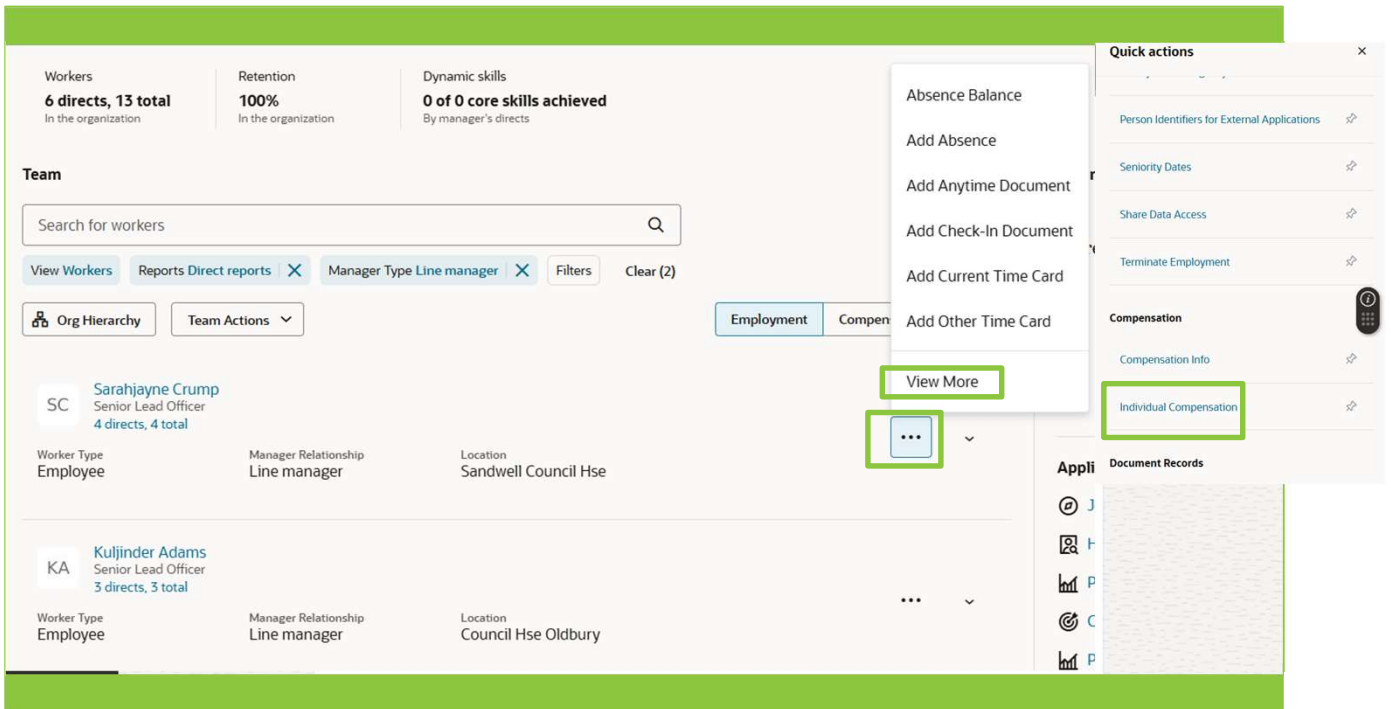 Workers
6 directs, 13 total
In the organization
Retention
100%
In the organization
Dynamic skills
0 of 0 core skills achieved
By manager's directs
Team
Search for workers
View Workers
Reports Direct reports
Manager Type Line manager
Filters
Clear (2)
Org Hierarchy
Team Actions
Employment
Compen
SC
Sarahjayne Crump
Senior Lead Officer
4 directs, 4 total
Worker Type
Employee
Manager Relationship
Line manager
Location
Sandwell Council Hse
KA
Kuljinder Adams
Senior Lead Officer
3 directs, 3 total
Worker Type
Employee
Manager Relationship
Line manager
Location
Council Hse Oldbury
Absence Balance
Add Absence
Add Anytime Document
Add Check-In Document
Add Current Time Card
Add Other Time Card
View More
Appli
J
H
P
C
P
Quick actions
Person Identifiers for External Applications
Seniority Dates
Share Data Access
Terminate Employment
Compensation
Compensation Info
Individual Compensation
Document Records